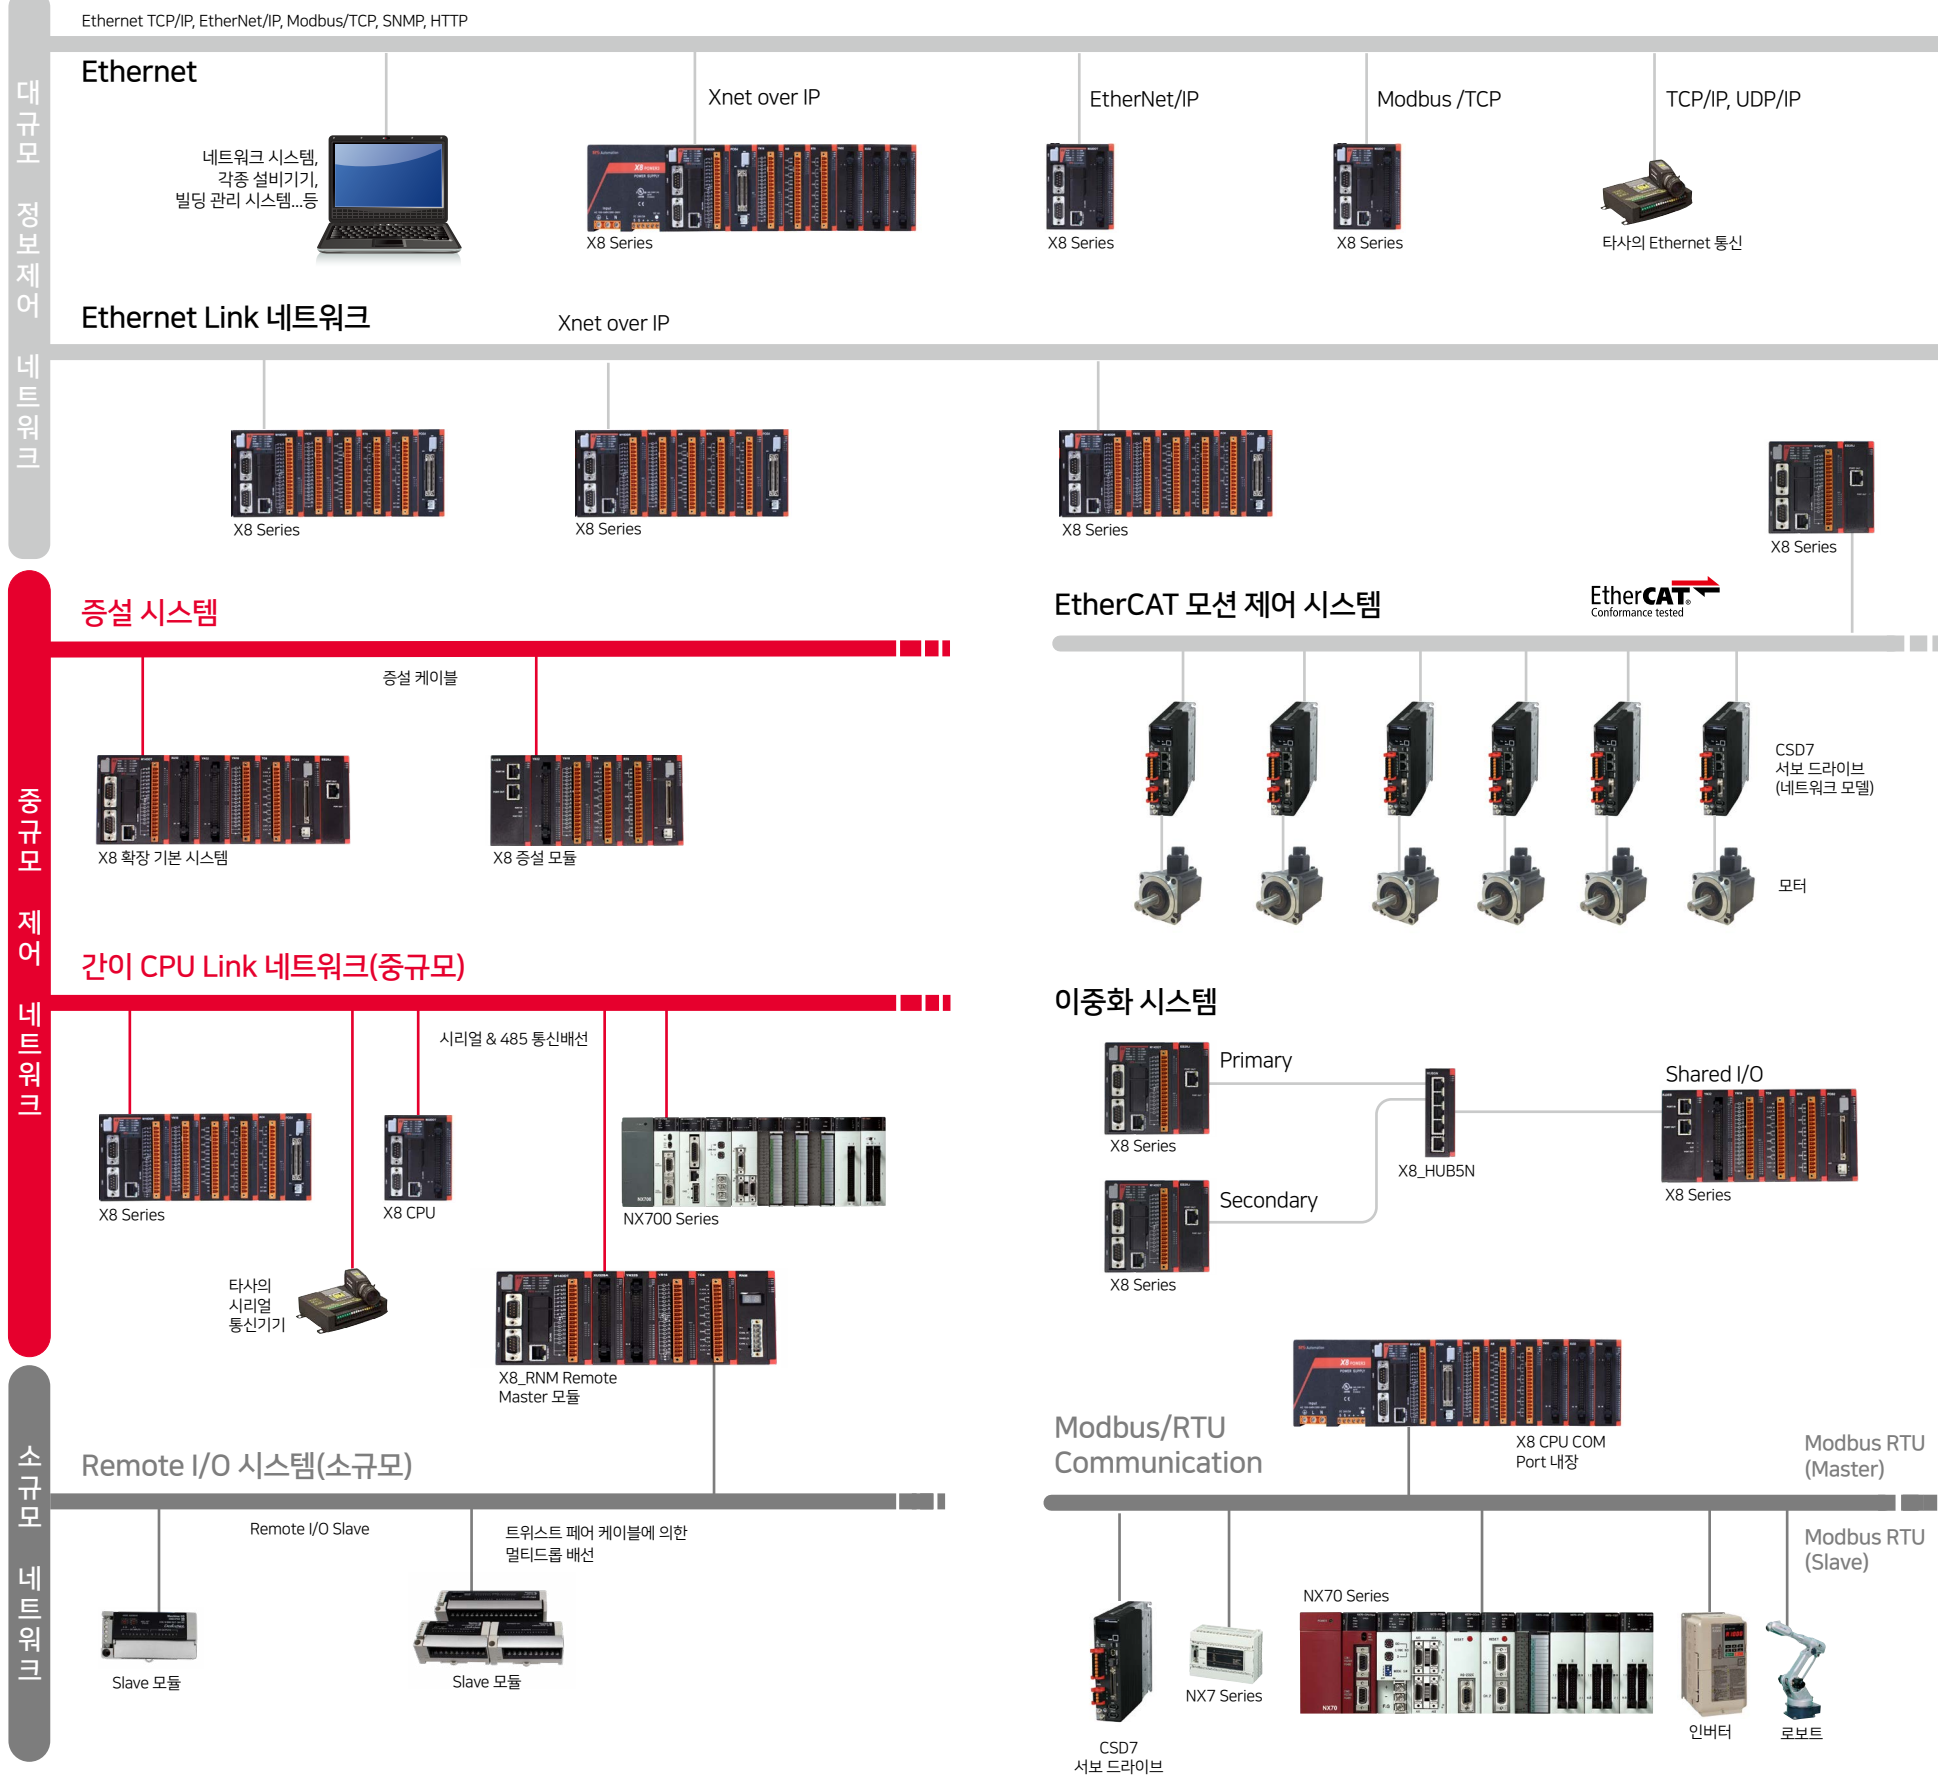 Ethernet TCP/IP, EtherNet/IP, Modbus/TCP, SNMP, HTTP
대규모 정보제어 네트워크
Ethernet
Xnet over IP
EtherNet/IP
Modbus /TCP
TCP/IP, UDP/IP
네트워크 시스템,
각종 설비기기,
빌딩 관리 시스템...등
X8 Series
X8 Series
X8 Series
타사의 Ethernet 통신
Ethernet Link 네트워크
Xnet over IP
X8 Series
X8 Series
X8 Series
X8 Series
중규모 제어 네트워크
증설 시스템
증설 케이블
X8 확장 기본 시스템
X8 증설 모듈
EtherCAT 모션 제어 시스템
EtherCAT®
Conformance tested
CSD7
서보 드라이브
(네트워크 모델)
모터
간이 CPU Link 네트워크(중규모)
시리얼 & 485 통신배선
X8 Series
X8 CPU
NX700
NX700 Series
타사의
시리얼
통신기기
X8_RNM Remote
Master 모듈
이중화 시스템
Primary
X8 Series
Secondary
X8 Series
X8_HUB5N
Shared I/O
X8 Series
소규모 네트워크
Remote I/O 시스템(소규모)
Remote I/O Slave
트위스트 페어 케이블에 의한
멀티드롭 배선
Slave 모듈
Slave 모듈
Modbus/RTU
Communication
X8 CPU COM
Port 내장
Modbus RTU
(Master)
Modbus RTU
(Slave)
CSD7
서보 드라이브
NX7 Series
NX70 Series
NX70
인버터
로보트